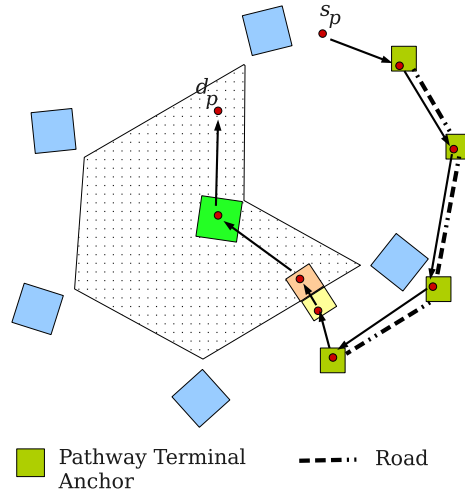 s_p
d_p
Pathway Terminal
Anchor
Road